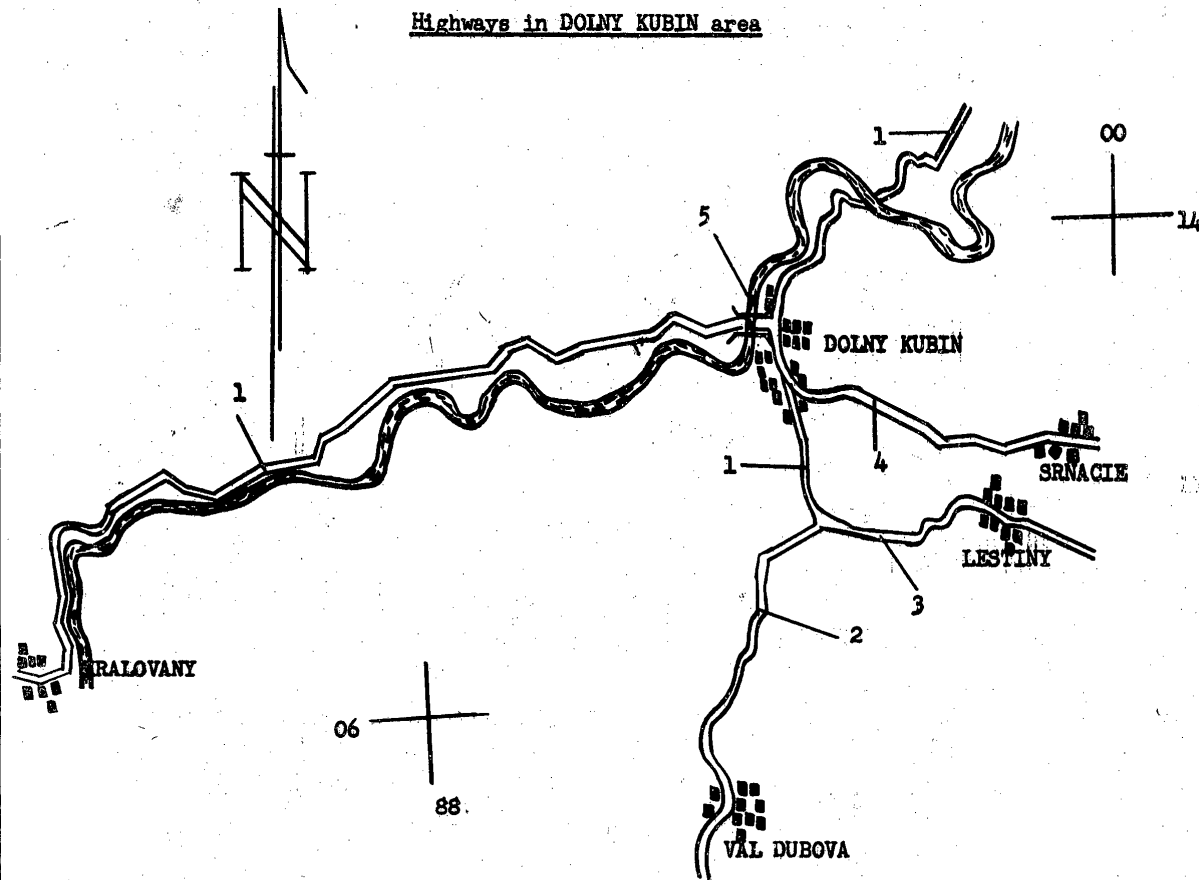 Highways in DOLNY KUBIN area
N
1
00
14
5
DOLNY KUBIN
1
1
4
SRNACIE
LESTINY
3
2
KRALOVANY
06
88.
VAL DUBOVA